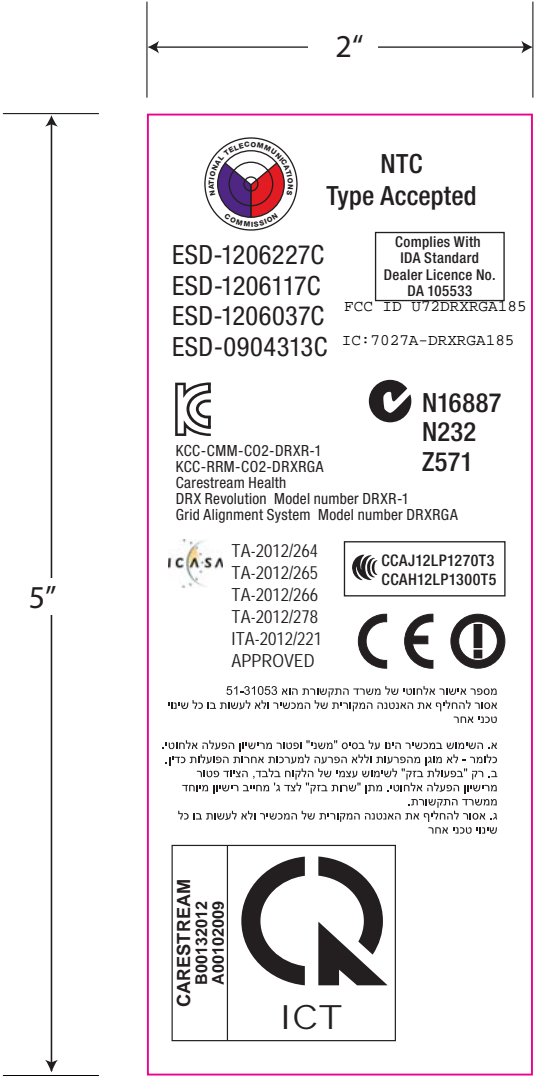 2“
5“
NATIONAL TELECOMMUNICATIONS
COMMISSION
NTC
Type Accepted
ESD-1206227C
ESD-1206117C
ESD-1206037C
ESD-0904313C
Complies With
IDA Standard
Dealer Licence No.
DA 105533
FCC ID U72DRXRGA185
IC:7027A-DRXRGA185
N16887
N232
Z571
KCC-CMM-CO2-DRXR-1
KCC-RRM-CO2-DRXRGA
Carestream Health
DRX Revolution Model number DRXR-1
Grid Alignment System Model number DRXRGA
ICASA
TA-2012/264
TA-2012/265
TA-2012/266
TA-2012/278
ITA-2012/221
APPROVED
CCAJ12LP1270T3
CCAH12LP1300T5
CE
מספר אישור אלחוטי של משרד התקשורת הוא 51-31053
אסור להחליף את האנטנה המקורית של המכשיר ולא לעשות בו כל שינוי
טכני אחר
א. השימוש במכשיר הינו על בסיס "משני" ופטור מרישיון הפעלה אלחוטי.
כלומר - לא מוגן מהפרעות וללא הפרעה למערכות אחרות הפועלות כדין.
ב. רק "בפעולת בזק" לשימוש עצמי של הלקוח בלבד, הציוד פטור
מרישיון הפעלה אלחוטי. מתן "שרות בזק" לצד ג' מחייב רישיון מיוחד
ממשרד התקשורת.
ג. אסור להחליף את האנטנה המקורית של המכשיר ולא לעשות בו כל
שינוי טכני אחר
CARESTREAM
B00132012
A00102009
ICT